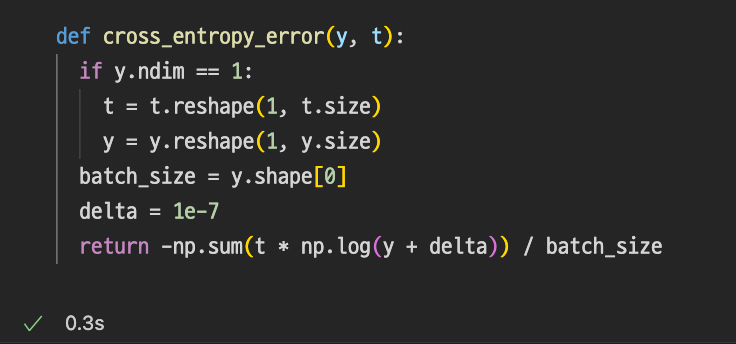 def cross_entropy_error(y, t):
  if y.ndim == 1:
    t = t.reshape(1, t.size)
    y = y.reshape(1, y.size)
  batch_size = y.shape[0]
  delta = 1e-7
  return -np.sum(t * np.log(y + delta)) / batch_size
0.3s